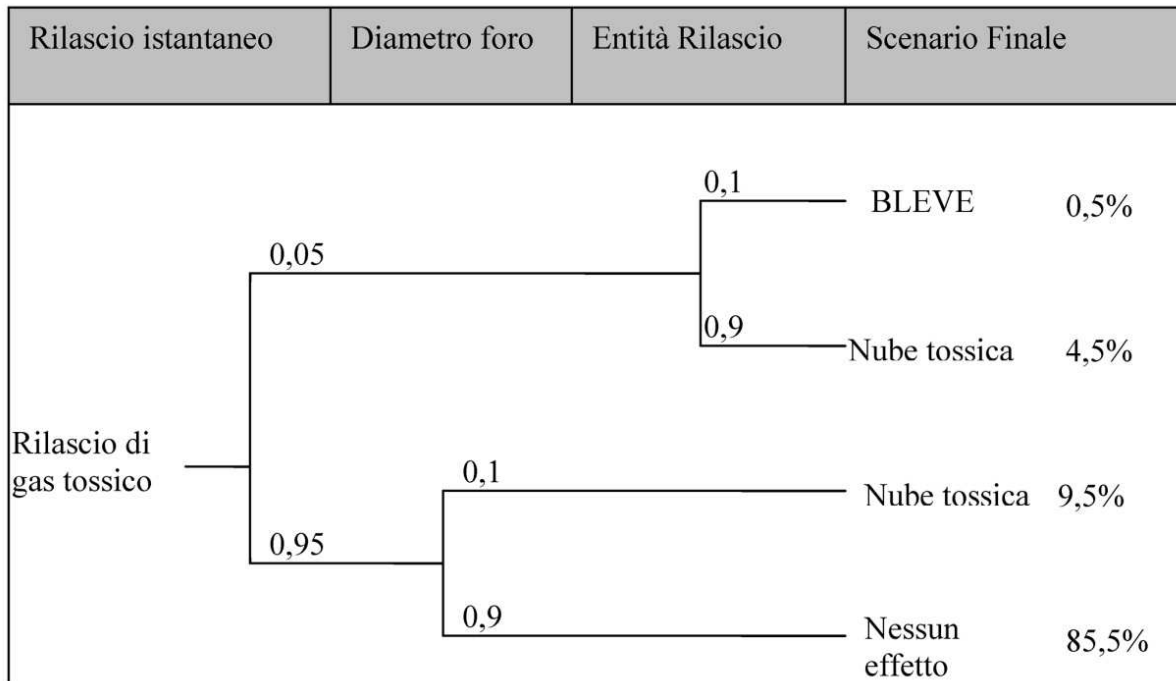 Rilascio istantaneo
Diametro foro
Entità Rilascio
Scenario Finale
0,1
BLEVE
0,5%
0,05
0,9
Nube tossica
4,5%
Rilascio di
gas tossico
0,1
Nube tossica
9,5%
0,95
0,9
Nessun
effetto
85,5%